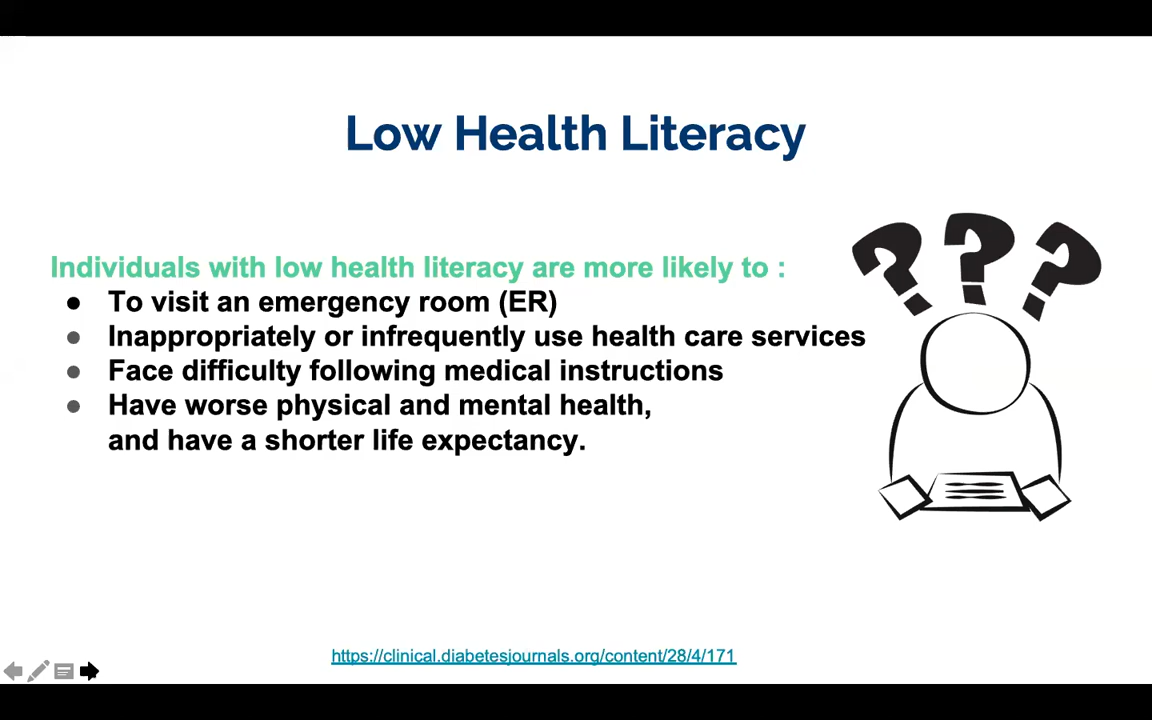 Low Health Literacy
Individuals with low health literacy are more likely to :
● To visit an emergency room (ER)
● Inappropriately or infrequently use health care services
● Face difficulty following medical instructions
● Have worse physical and mental health,
and have a shorter life expectancy.
? ? ?
https://clinical.diabetesjournals.org/content/28/4/171